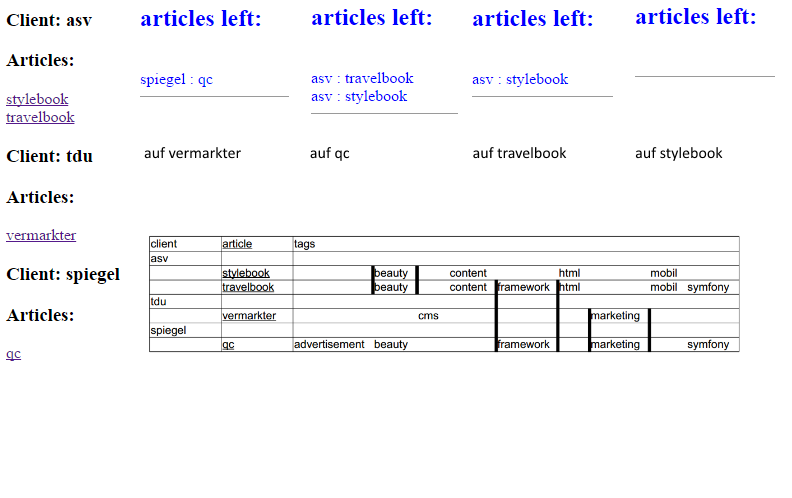 Client: asv
Articles:
stylebook
travelbook
Client: tdu
Articles:
vermarkter
Client: spiegel
Articles:
qc
articles left:
spiegel : qc
auf vermarkter
articles left:
asv : travelbook
asv : stylebook
auf qc
articles left:
asv : stylebook
auf travelbook
articles left:
auf stylebook
client article tags
asv
stylebook beauty content html mobil
travelbook beauty content framework html mobil symfony
tdu
vermarkter cms marketing
spiegel
qc advertisement beauty framework marketing symfony